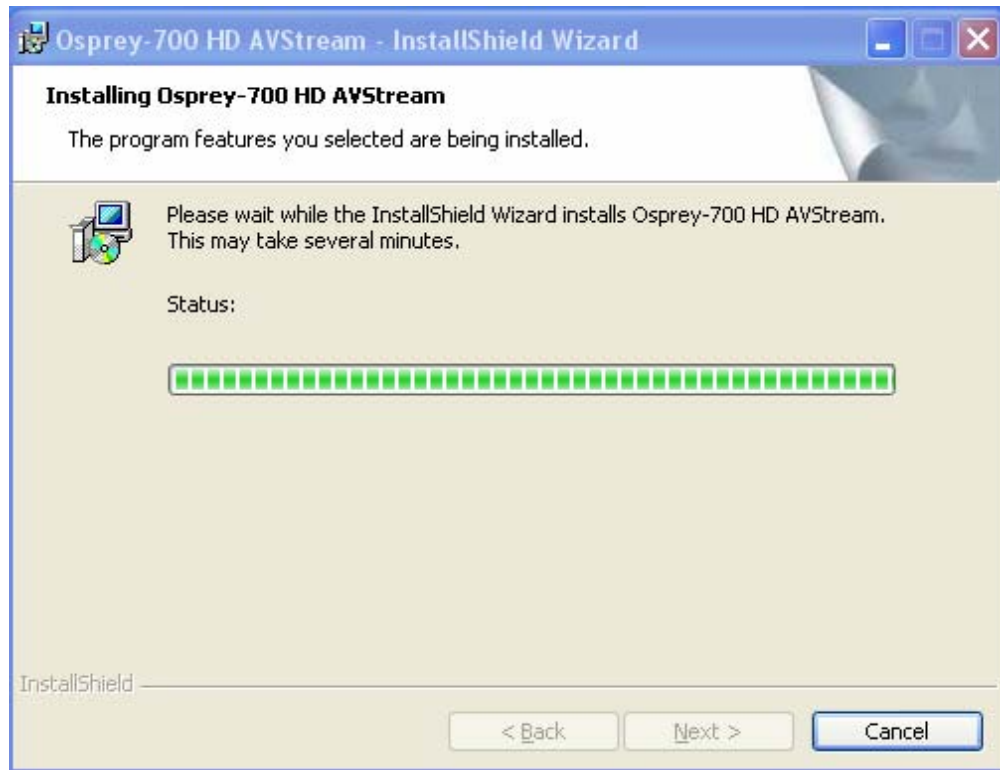 Osprey-700 HD AVStream - InstallShield Wizard
Installing Osprey-700 HD AVStream
The program features you selected are being installed.
Please wait while the InstallShield Wizard installs Osprey-700 HD AVStream.
This may take several minutes.
Status:
InstallShield
< Back Next > Cancel